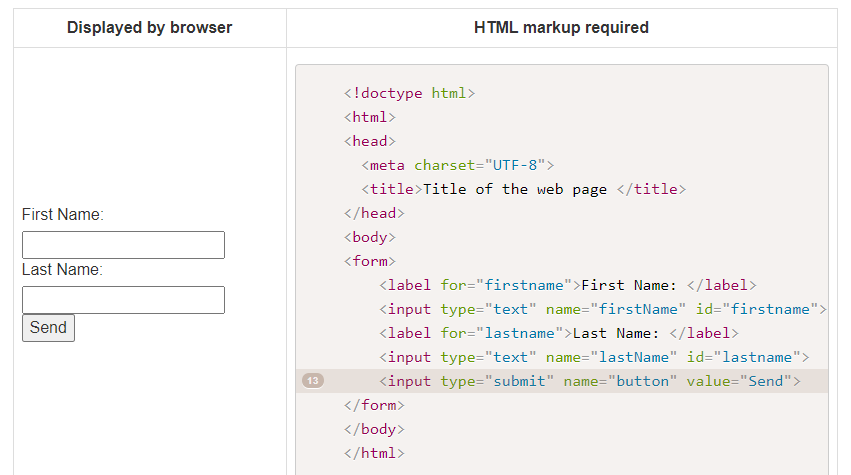 Displayed by browser
HTML markup required
First Name:
Last Name:
Send
<!doctype html>
<html>
<head>
<meta charset="UTF-8">
<title>Title of the web page </title>
</head>
<body>
<form>
<label for="firstname">First Name: </label>
<input type="text" name="firstName" id="firstname">
<label for="lastname">Last Name: </label>
<input type="text" name="lastName" id="lastname">
13 <input type="submit" name="button" value="Send">
</form>
</body>
</html>